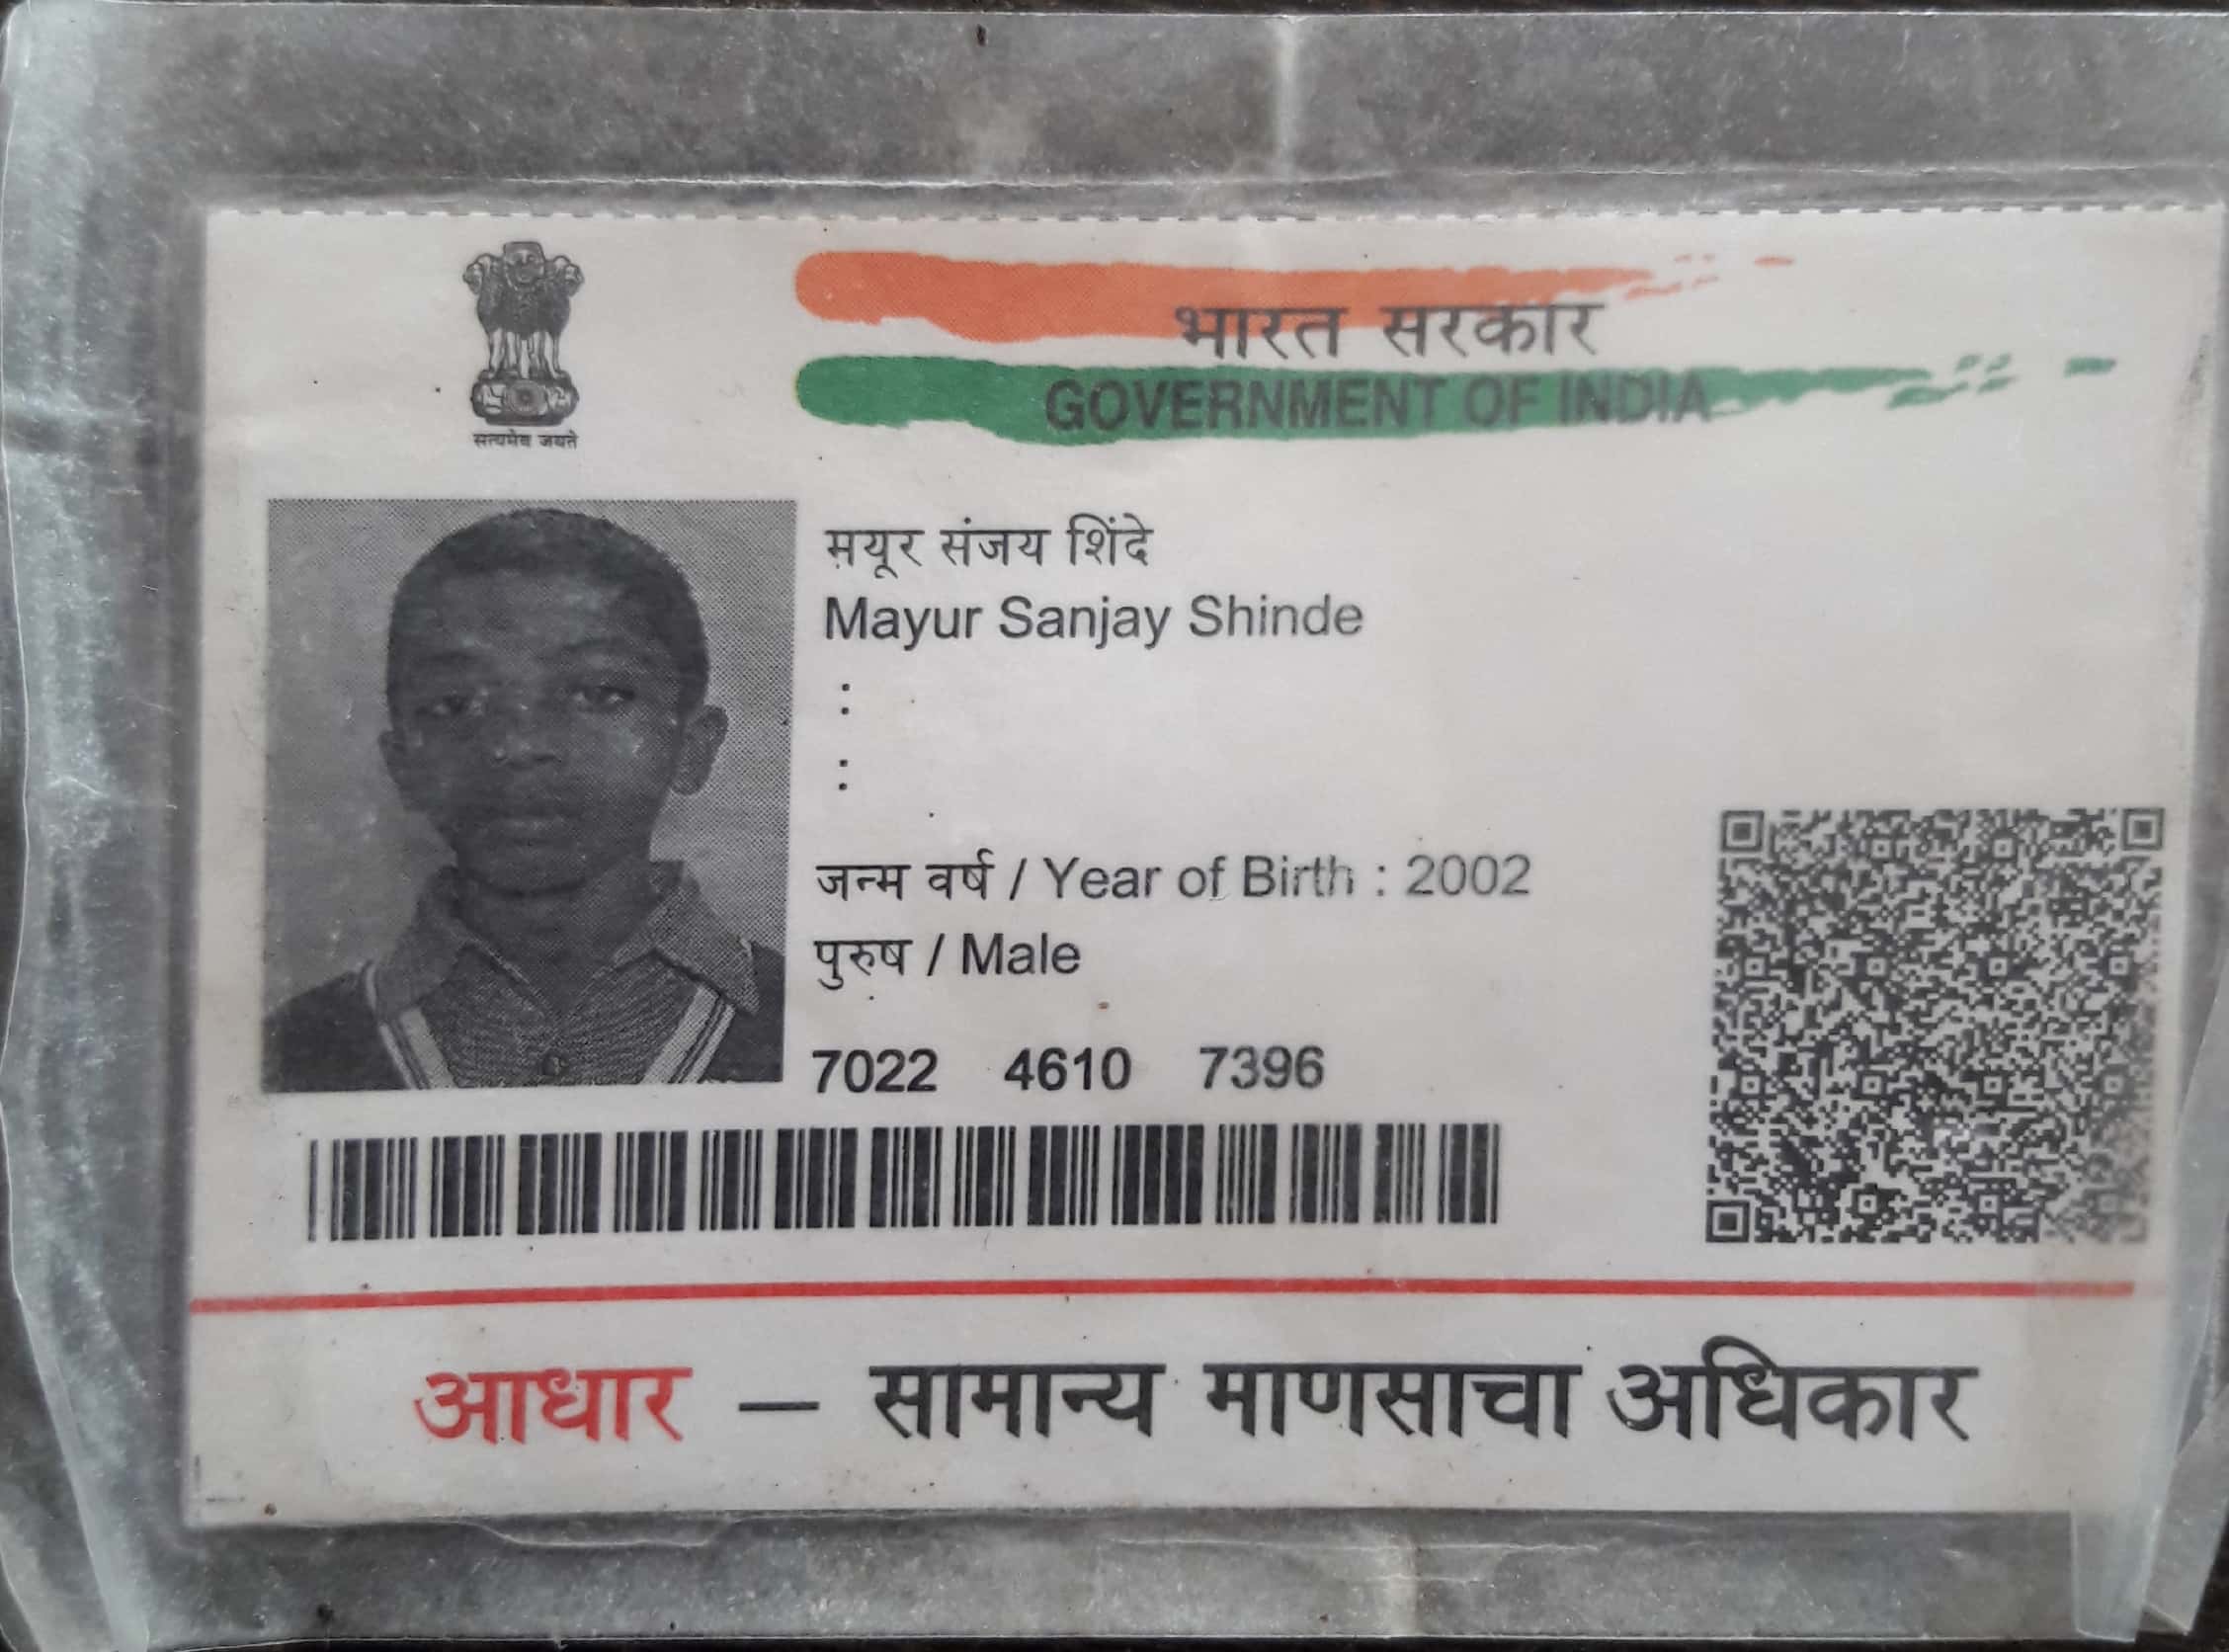 सत्यमेव जयते
भारत सरकार
GOVERNMENT OF INDIA
मयूर संजय शिंदे
Mayur Sanjay Shinde
:
:
जन्म वर्ष / Year of Birth : 2002
पुरुष / Male
7022 4610 7396
आधार – सामान्य माणसाचा अधिकार